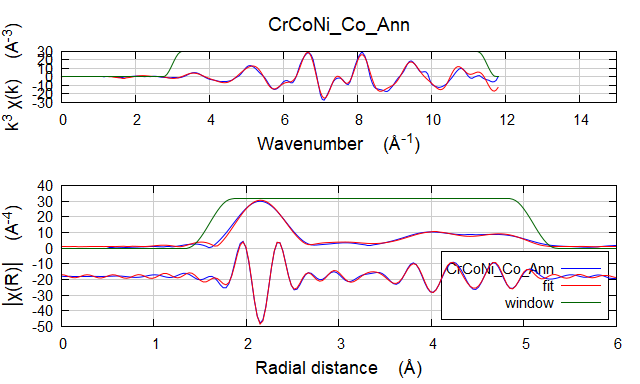 CrCoNi_Co_Ann
k³ χ(k) (Å⁻³)
30
20
10
0
-10
-20
-30
0 2 4 6 8 10 12 14
Wavenumber (Å⁻¹)
|χ(R)| (Å⁻⁴)
40
30
20
10
0
-10
-20
-30
-40
-50
CrCoNi_Co_Ann
fit
window
0 1 2 3 4 5 6
Radial distance (Å)